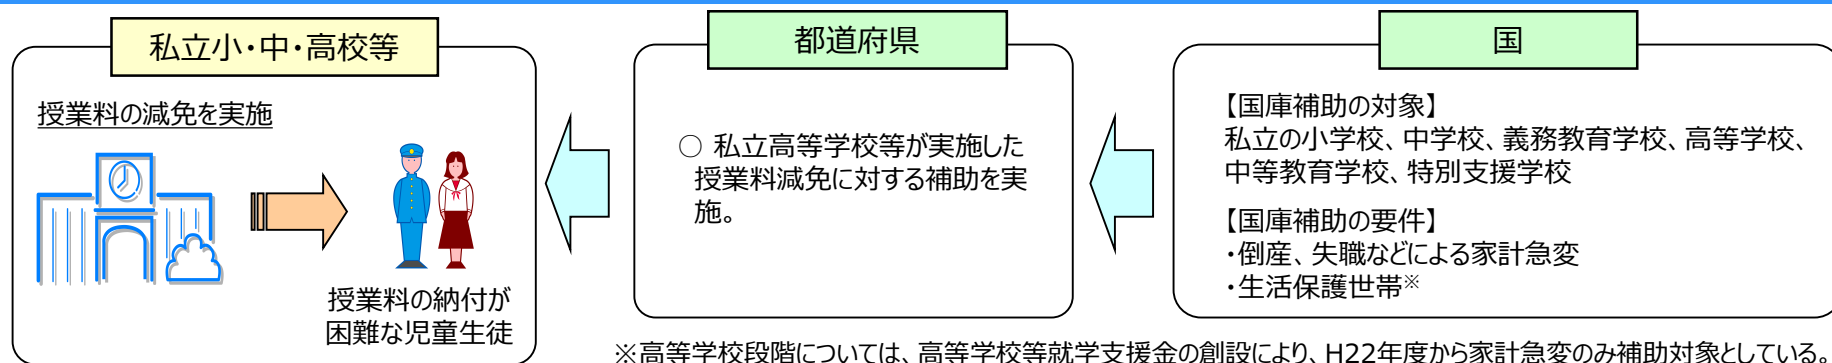 私立小・中・高校等
授業料の減免を実施
授業料の納付が
困難な児童生徒
都道府県
○ 私立高等学校等が実施した
授業料減免に対する補助を実
施。
国
【国庫補助の対象】
私立の小学校、中学校、義務教育学校、高等学校、
中等教育学校、特別支援学校
【国庫補助の要件】
・倒産、失職などによる家計急変
・生活保護世帯※
※高等学校段階については、高等学校等就学支援金の創設により、H22年度から家計急変のみ補助対象としている。